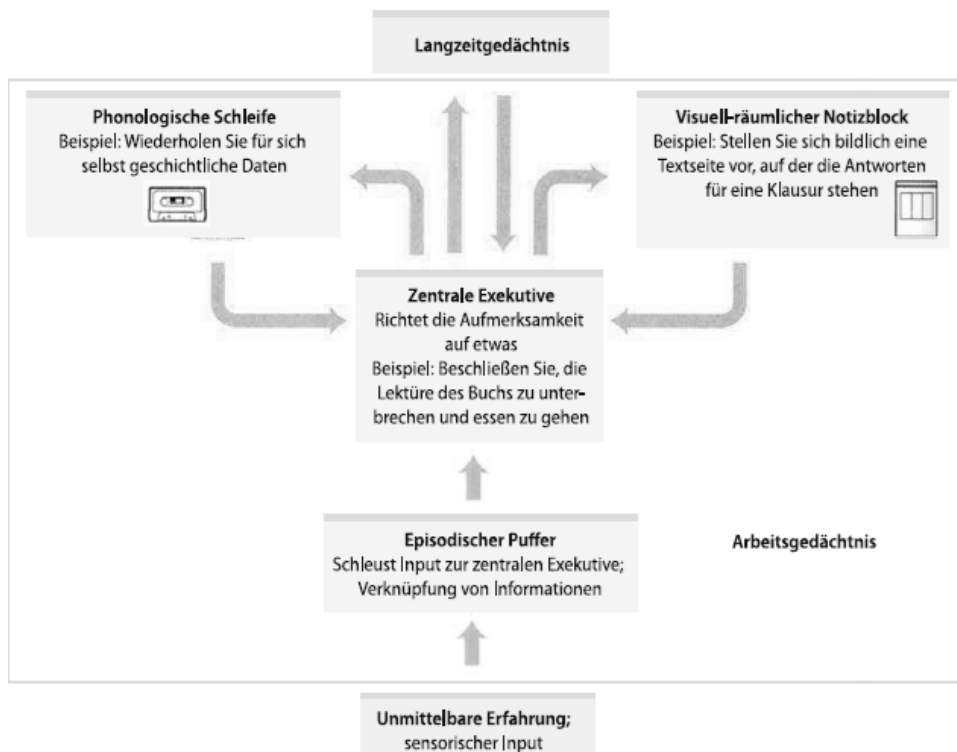 Langzeitgedächtnis
Phonologische Schleife
Beispiel: Wiederholen Sie für sich
selbst geschichtliche Daten
Visuell-räumlicher Notizblock
Beispiel: Stellen Sie sich bildlich eine
Textseite vor, auf der die Antworten
für eine Klausur stehen
Zentrale Exekutive
Richtet die Aufmerksamkeit
auf etwas
Beispiel: Beschließen Sie, die
Lektüre des Buchs zu unter-
brechen und essen zu gehen
Episodischer Puffer
Schleust Input zur zentralen Exekutive;
Verknüpfung von Informationen
Arbeitsgedächtnis
Unmittelbare Erfahrung;
sensorischer Input